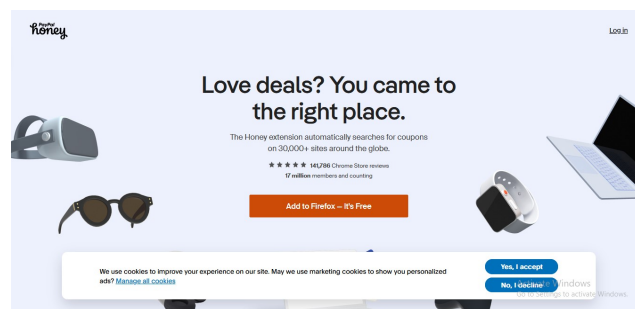 PayPal
honey
Log in
Love deals? You came to
the right place.
The Honey extension automatically searches for coupons
on 30,000+ sites around the globe.
★ ★ ★ ★ ★ 141,786 Chrome Store reviews
17 million members and counting
Add to Firefox – It's Free
We use cookies to improve your experience on our site. May we use marketing cookies to show you personalized
ads? Manage all cookies
Yes, I accept
No, I decline
Activate Windows
Go to Settings to activate Windows.